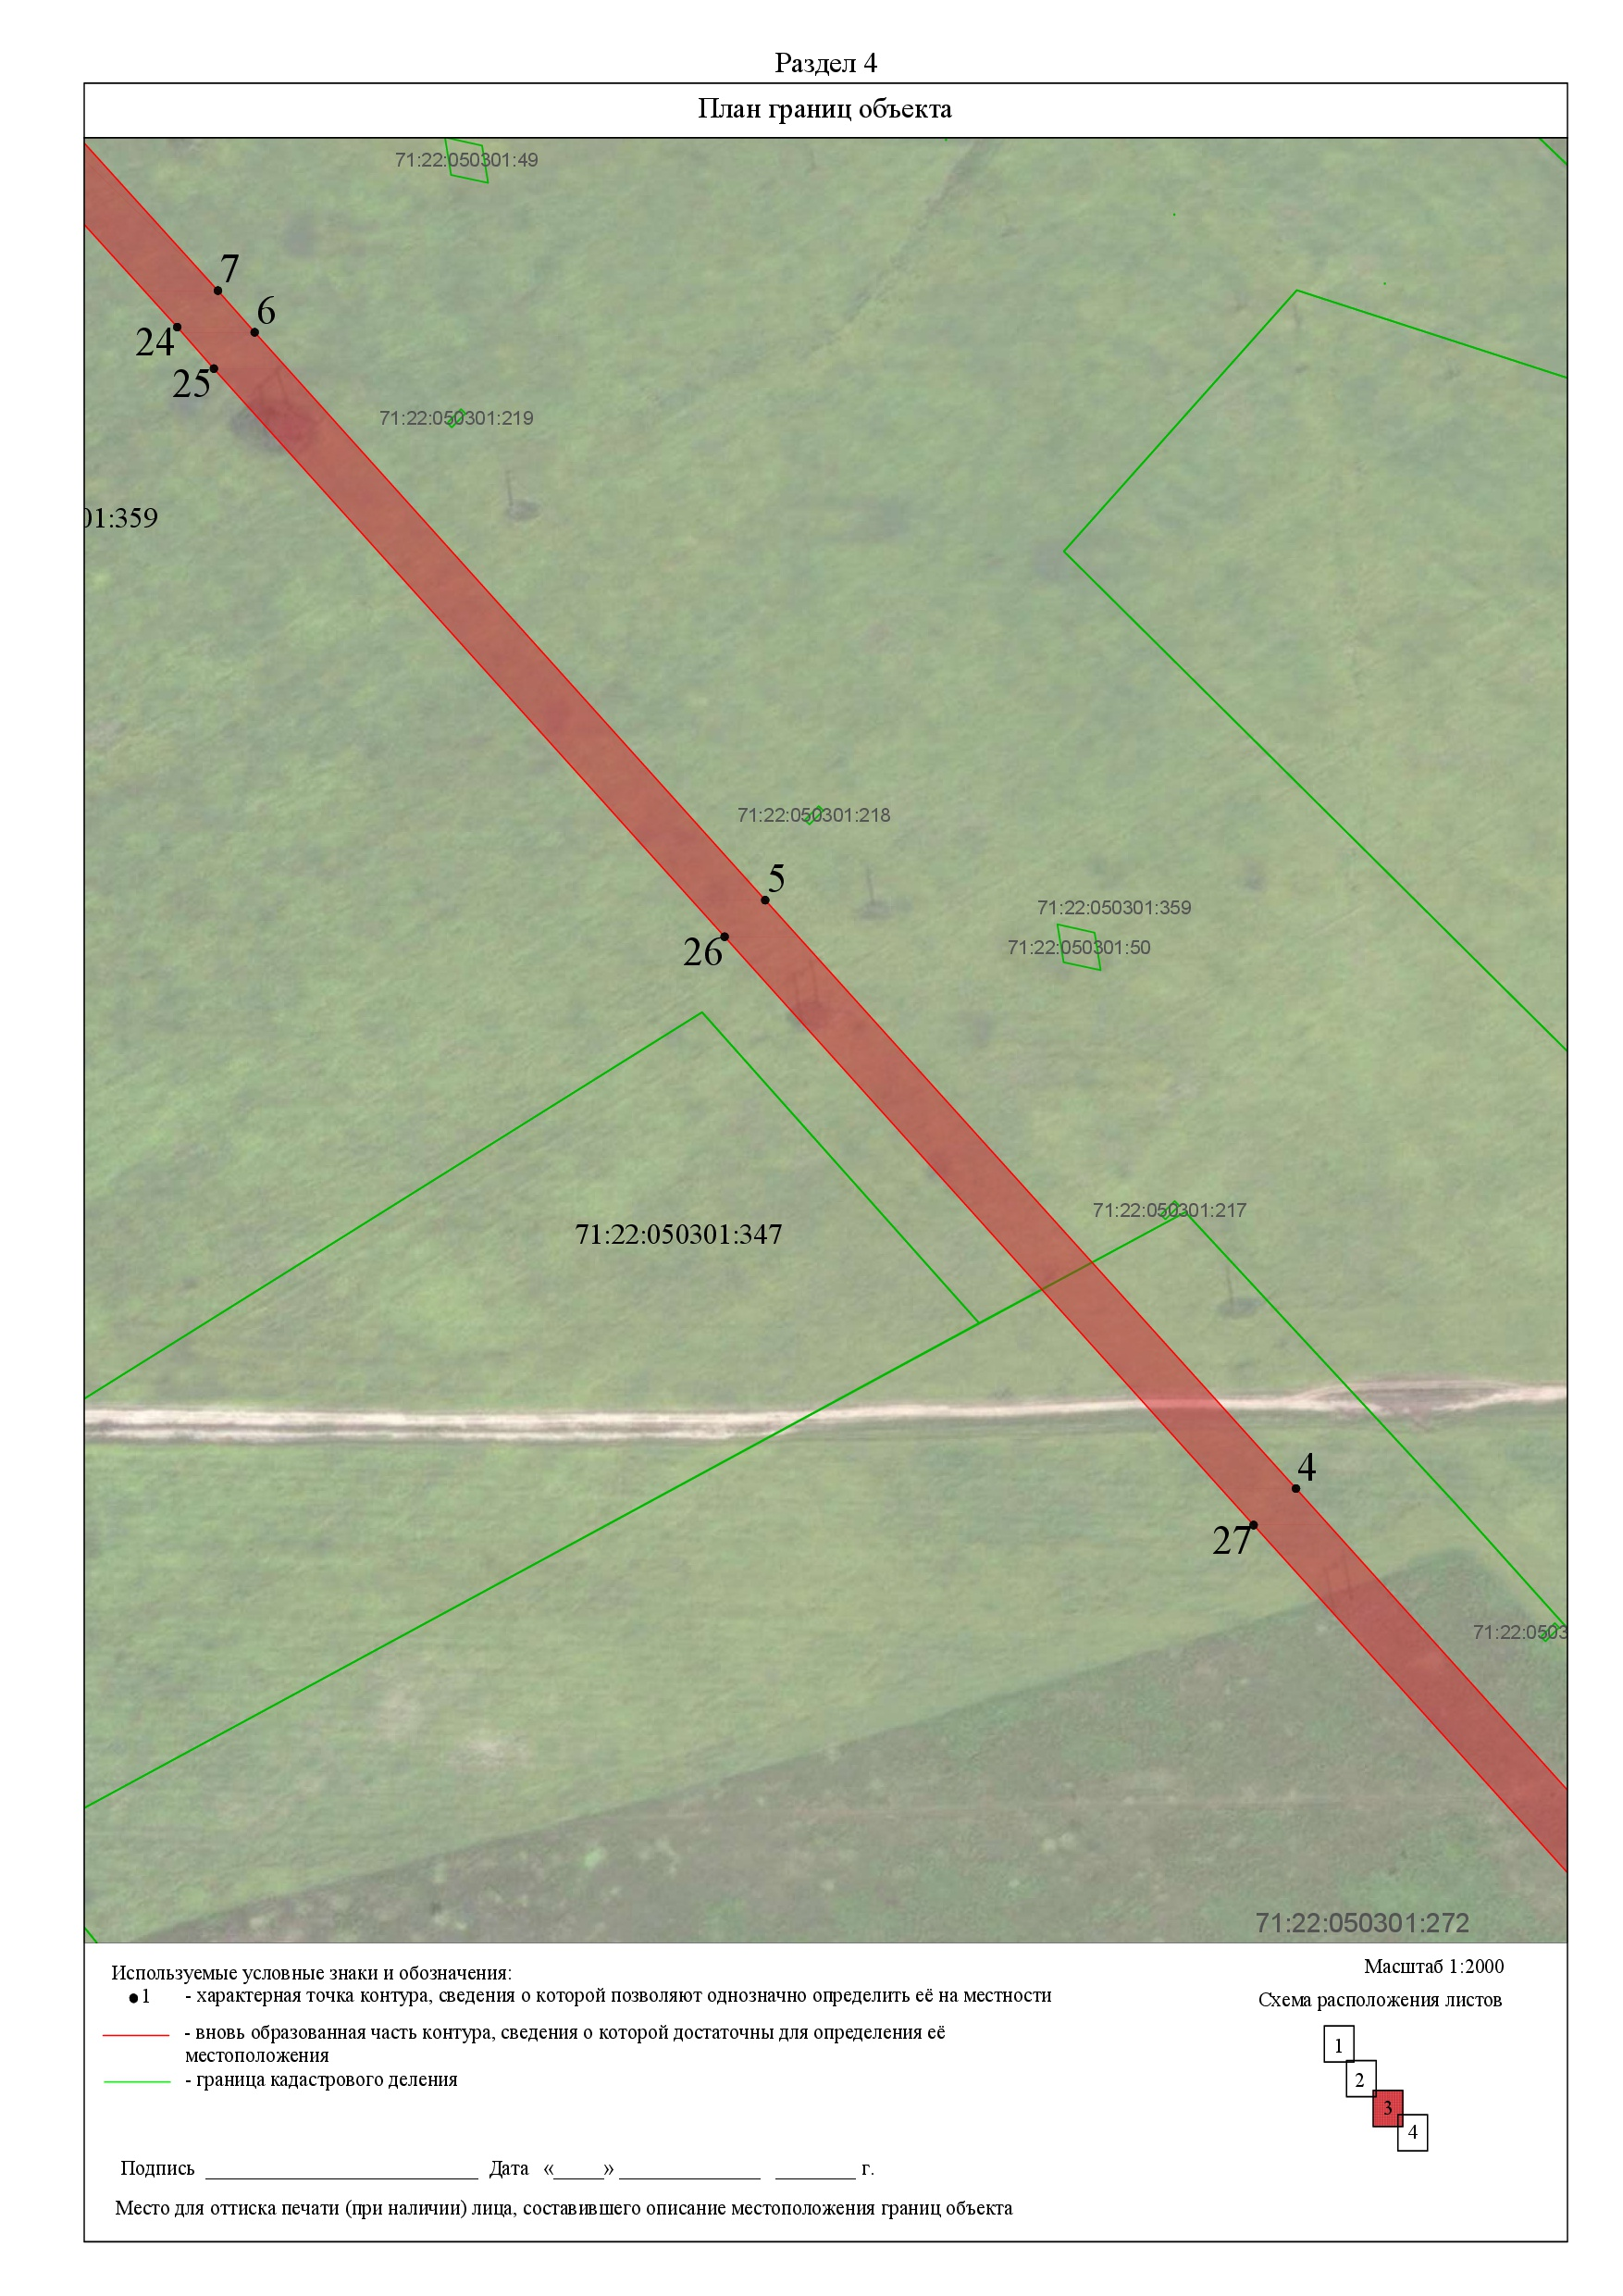 Раздел 4
План границ объекта
71:22:050301:49
7
6
24
25
71:22:050301:219
01:359
71:22:050301:218
5
71:22:050301:359
26
71:22:050301:50
71:22:050301:217
71:22:050301:347
4
27
71:22:0503
71:22:050301:272
Используемые условные знаки и обозначения:
1 - характерная точка контура, сведения о которой позволяют однозначно определить её на местности
- вновь образованная часть контура, сведения о которой достаточны для определения её
местоположения
- граница кадастрового деления
Масштаб 1:2000
Схема расположения листов
1
2
3
4
Подпись ____ Дата «____» ____ ____ г.
Место для оттиска печати (при наличии) лица, составившего описание местоположения границ объекта